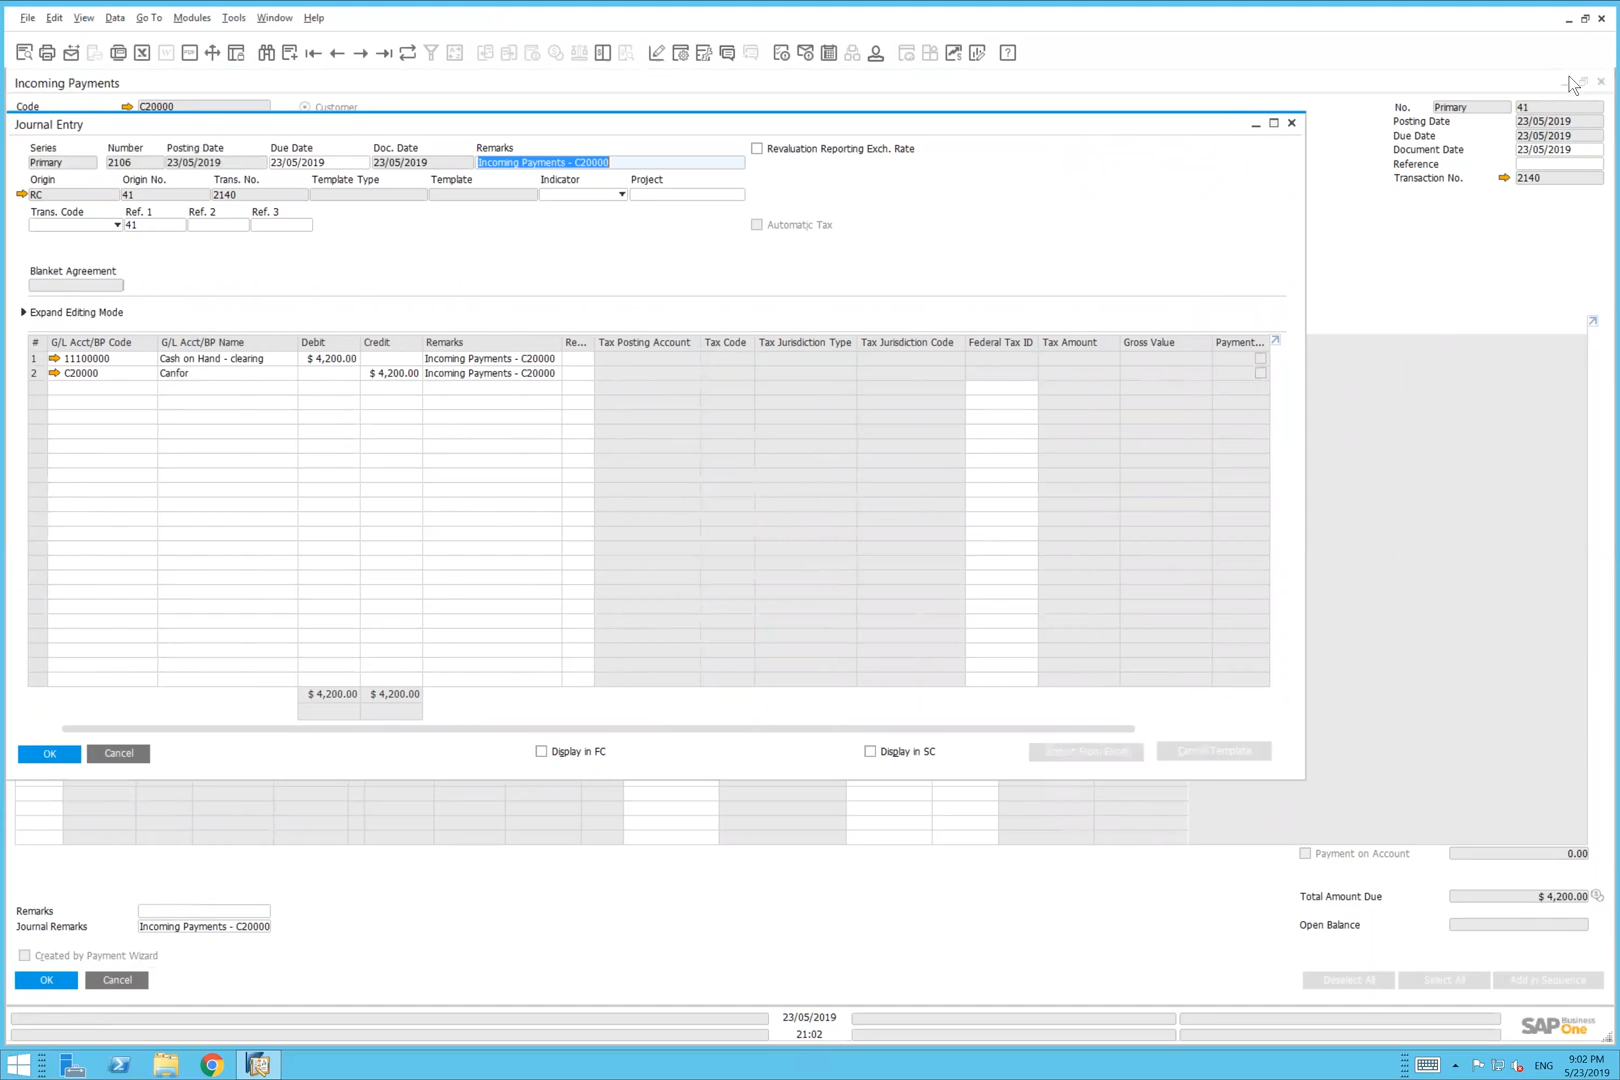 File Edit View Data Go To Modules Tools Window Help
Incoming Payments
Code C20000 Customer
No. Primary 41
Posting Date 23/05/2019
Due Date 23/05/2019
Document Date 23/05/2019
Reference
Transaction No. 2140
Journal Entry
Series Number Posting Date Due Date Doc. Date Remarks
Primary 2106 23/05/2019 23/05/2019 23/05/2019 Incoming Payments - C20000
Revaluation Reporting Exch. Rate
Origin Origin No. Trans. No. Template Type Template Indicator Project
RC 41 2140
Trans. Code Ref. 1 Ref. 2 Ref. 3
41
Automatic Tax
Blanket Agreement
Expand Editing Mode
# G/L Acct/BP Code G/L Acct/BP Name Debit Credit Remarks Re... Tax Posting Account Tax Code Tax Jurisdiction Type Tax Jurisdiction Code Federal Tax ID Tax Amount Gross Value Payment...
1 11100000 Cash on Hand - clearing $ 4,200.00 Incoming Payments - C20000
2 C20000 Canfor $ 4,200.00 Incoming Payments - C20000
$ 4,200.00 $ 4,200.00
OK Cancel Display in FC Display in SC Cancel Template
Payment on Account 0.00
Total Amount Due $ 4,200.00
Open Balance
Remarks
Journal Remarks Incoming Payments - C20000
Created by Payment Wizard
OK Cancel Deselect All Select All Add in Sequence
23/05/2019
21:02
SAP Business One
ENG
9:02 PM
5/23/2019